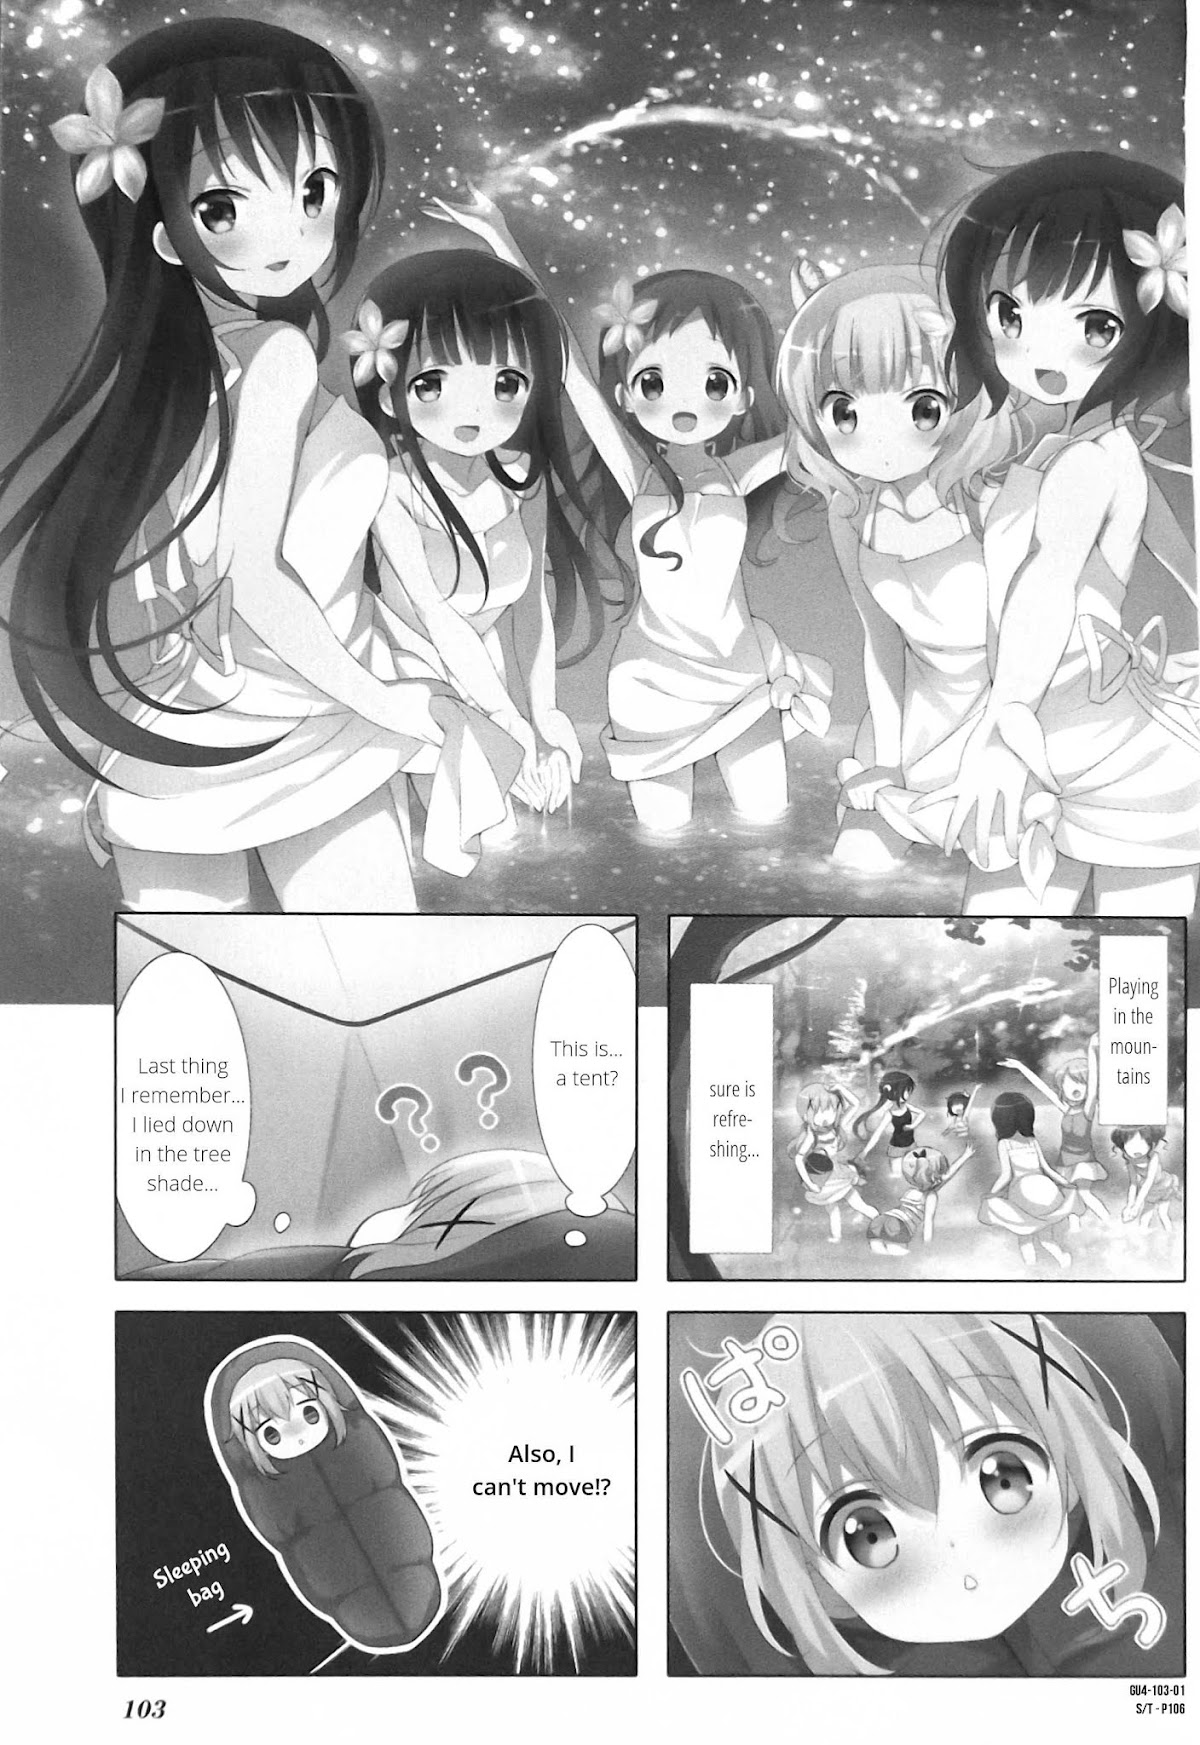 Playing
in the
moun-
tains
sure is
refre-
shing...
ぱ
ち
This is...
a tent?
? ?
Last thing
I remember...
I lied down
in the tree
shade...
Also, I
can't move!?
Sleeping
bag
103
GU4-103-01
S/T - P106